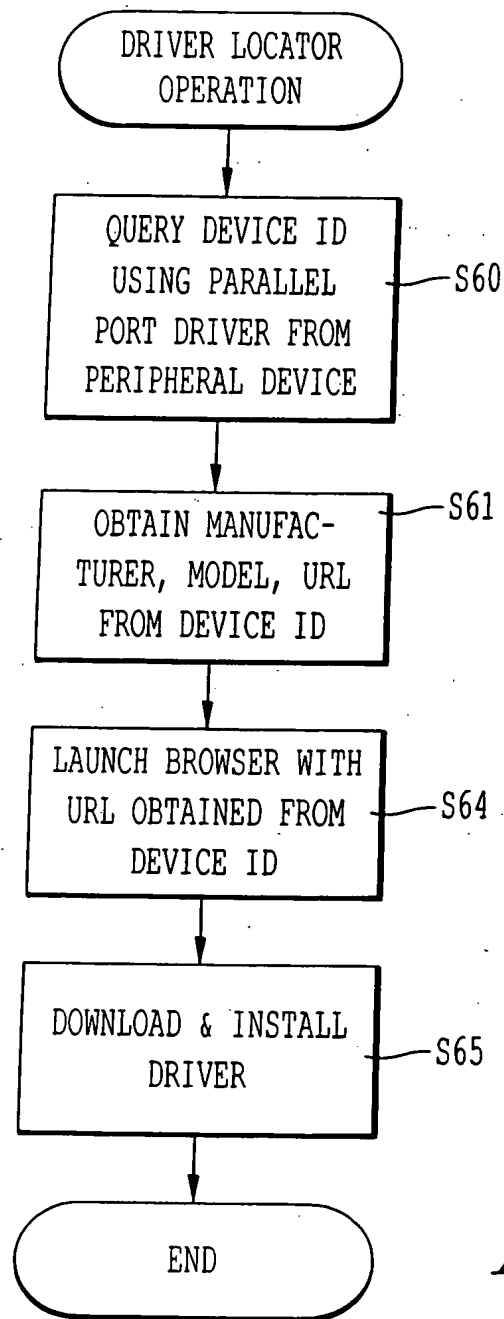 DRIVER LOCATOR
OPERATION
QUERY DEVICE ID
USING PARALLEL
PORT DRIVER FROM
PERIPHERAL DEVICE
S60
OBTAIN MANUFAC-
TURER, MODEL, URL
FROM DEVICE ID
S61
LAUNCH BROWSER WITH
URL OBTAINED FROM
DEVICE ID
S64
DOWNLOAD & INSTALL
DRIVER
S65
END